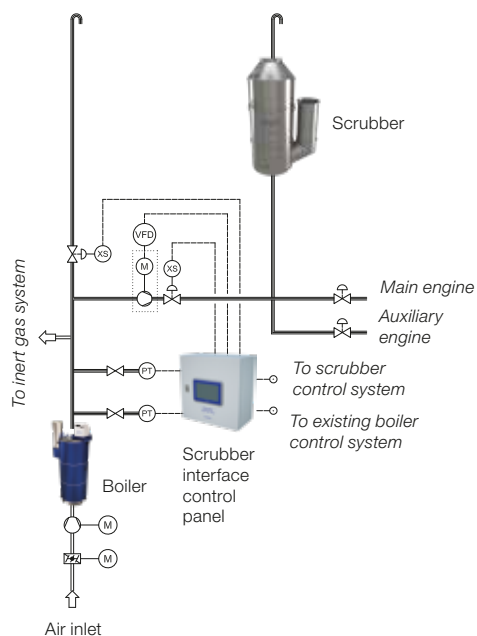 Scrubber
XS
VFD
M
XS
Main engine
Auxiliary
engine
To inert gas system
PT
PT
To scrubber
control system
To existing boiler
control system
Scrubber
interface
control
panel
Boiler
M
M
Air inlet